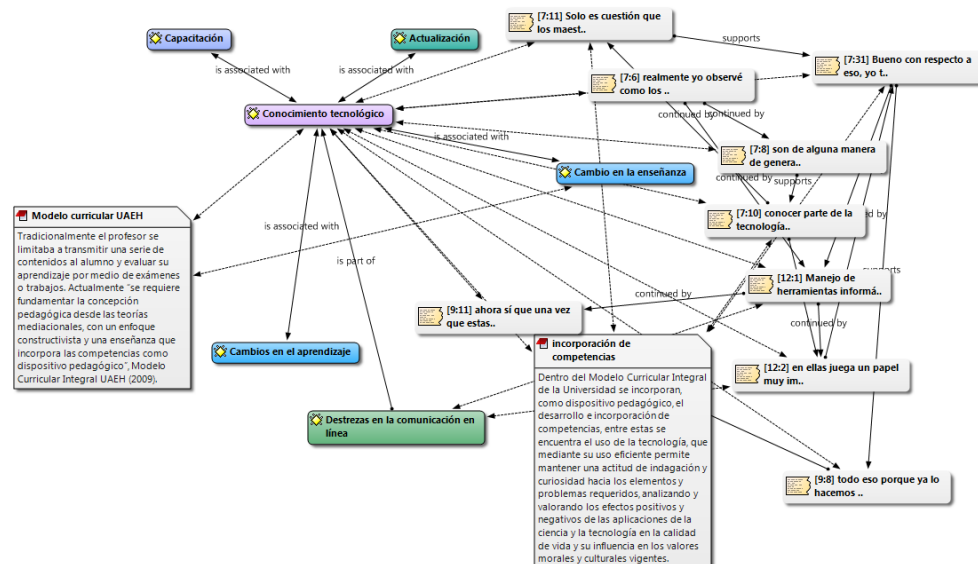 [7:11] Solo es cuestión que
los maest..
Capacitación
Actualización
supports
[7:31] Bueno con respecto a
eso, yo t..
is associated with
is associated with
[7:6] realmente yo observé
como los ..
continued by
continued by
Conocimiento tecnológico
is associated with
[7:8] son de alguna manera
de genera..
Cambio en la enseñanza
continued by
supports
Modelo curricular UAEH
Tradicionalmente el profesor se
limitaba a transmitir una serie de
contenidos al alumno y evaluar su
aprendizaje por medio de exámenes
o trabajos. Actualmente "se requiere
fundamentar la concepción
pedagógica desde las teorías
mediacionales, con un enfoque
constructivista y una enseñanza que
incorpora las competencias como
dispositivo pedagógico", Modelo
Curricular Integral UAEH (2009).
[7:10] conocer parte de la
tecnología..
is associated with
is part of
supports
[12:1] Manejo de
herramientas informá..
continued by
[9:11] ahora sí que una vez
que estas..
continued by
Cambios en el aprendizaje
incorporación de
competencias
Dentro del Modelo Curricular Integral
de la Universidad se incorporan,
como dispositivo pedagógico, el
desarrollo e incorporación de
competencias, entre estas se
encuentra el uso de la tecnología, que
mediante su uso eficiente permite
mantener una actitud de indagación y
curiosidad hacia los elementos y
problemas requeridos, analizando y
valorando los efectos positivos y
negativos de las aplicaciones de la
ciencia y la tecnología en la calidad
de vida y su influencia en los valores
morales y culturales vigentes.
[12:2] en ellas juega un papel
muy im..
Destrezas en la comunicación en
línea
[9:8] todo eso porque ya lo
hacemos ..